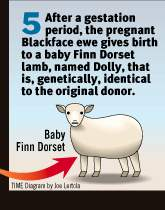 5 After a gestation
period, the pregnant
Blackface ewe gives birth
to a baby Finn Dorset
lamb, named Dolly, that
is, genetically, identical
to the original donor.
Baby
Finn Dorset
TIME Diagram by Joe Lertola